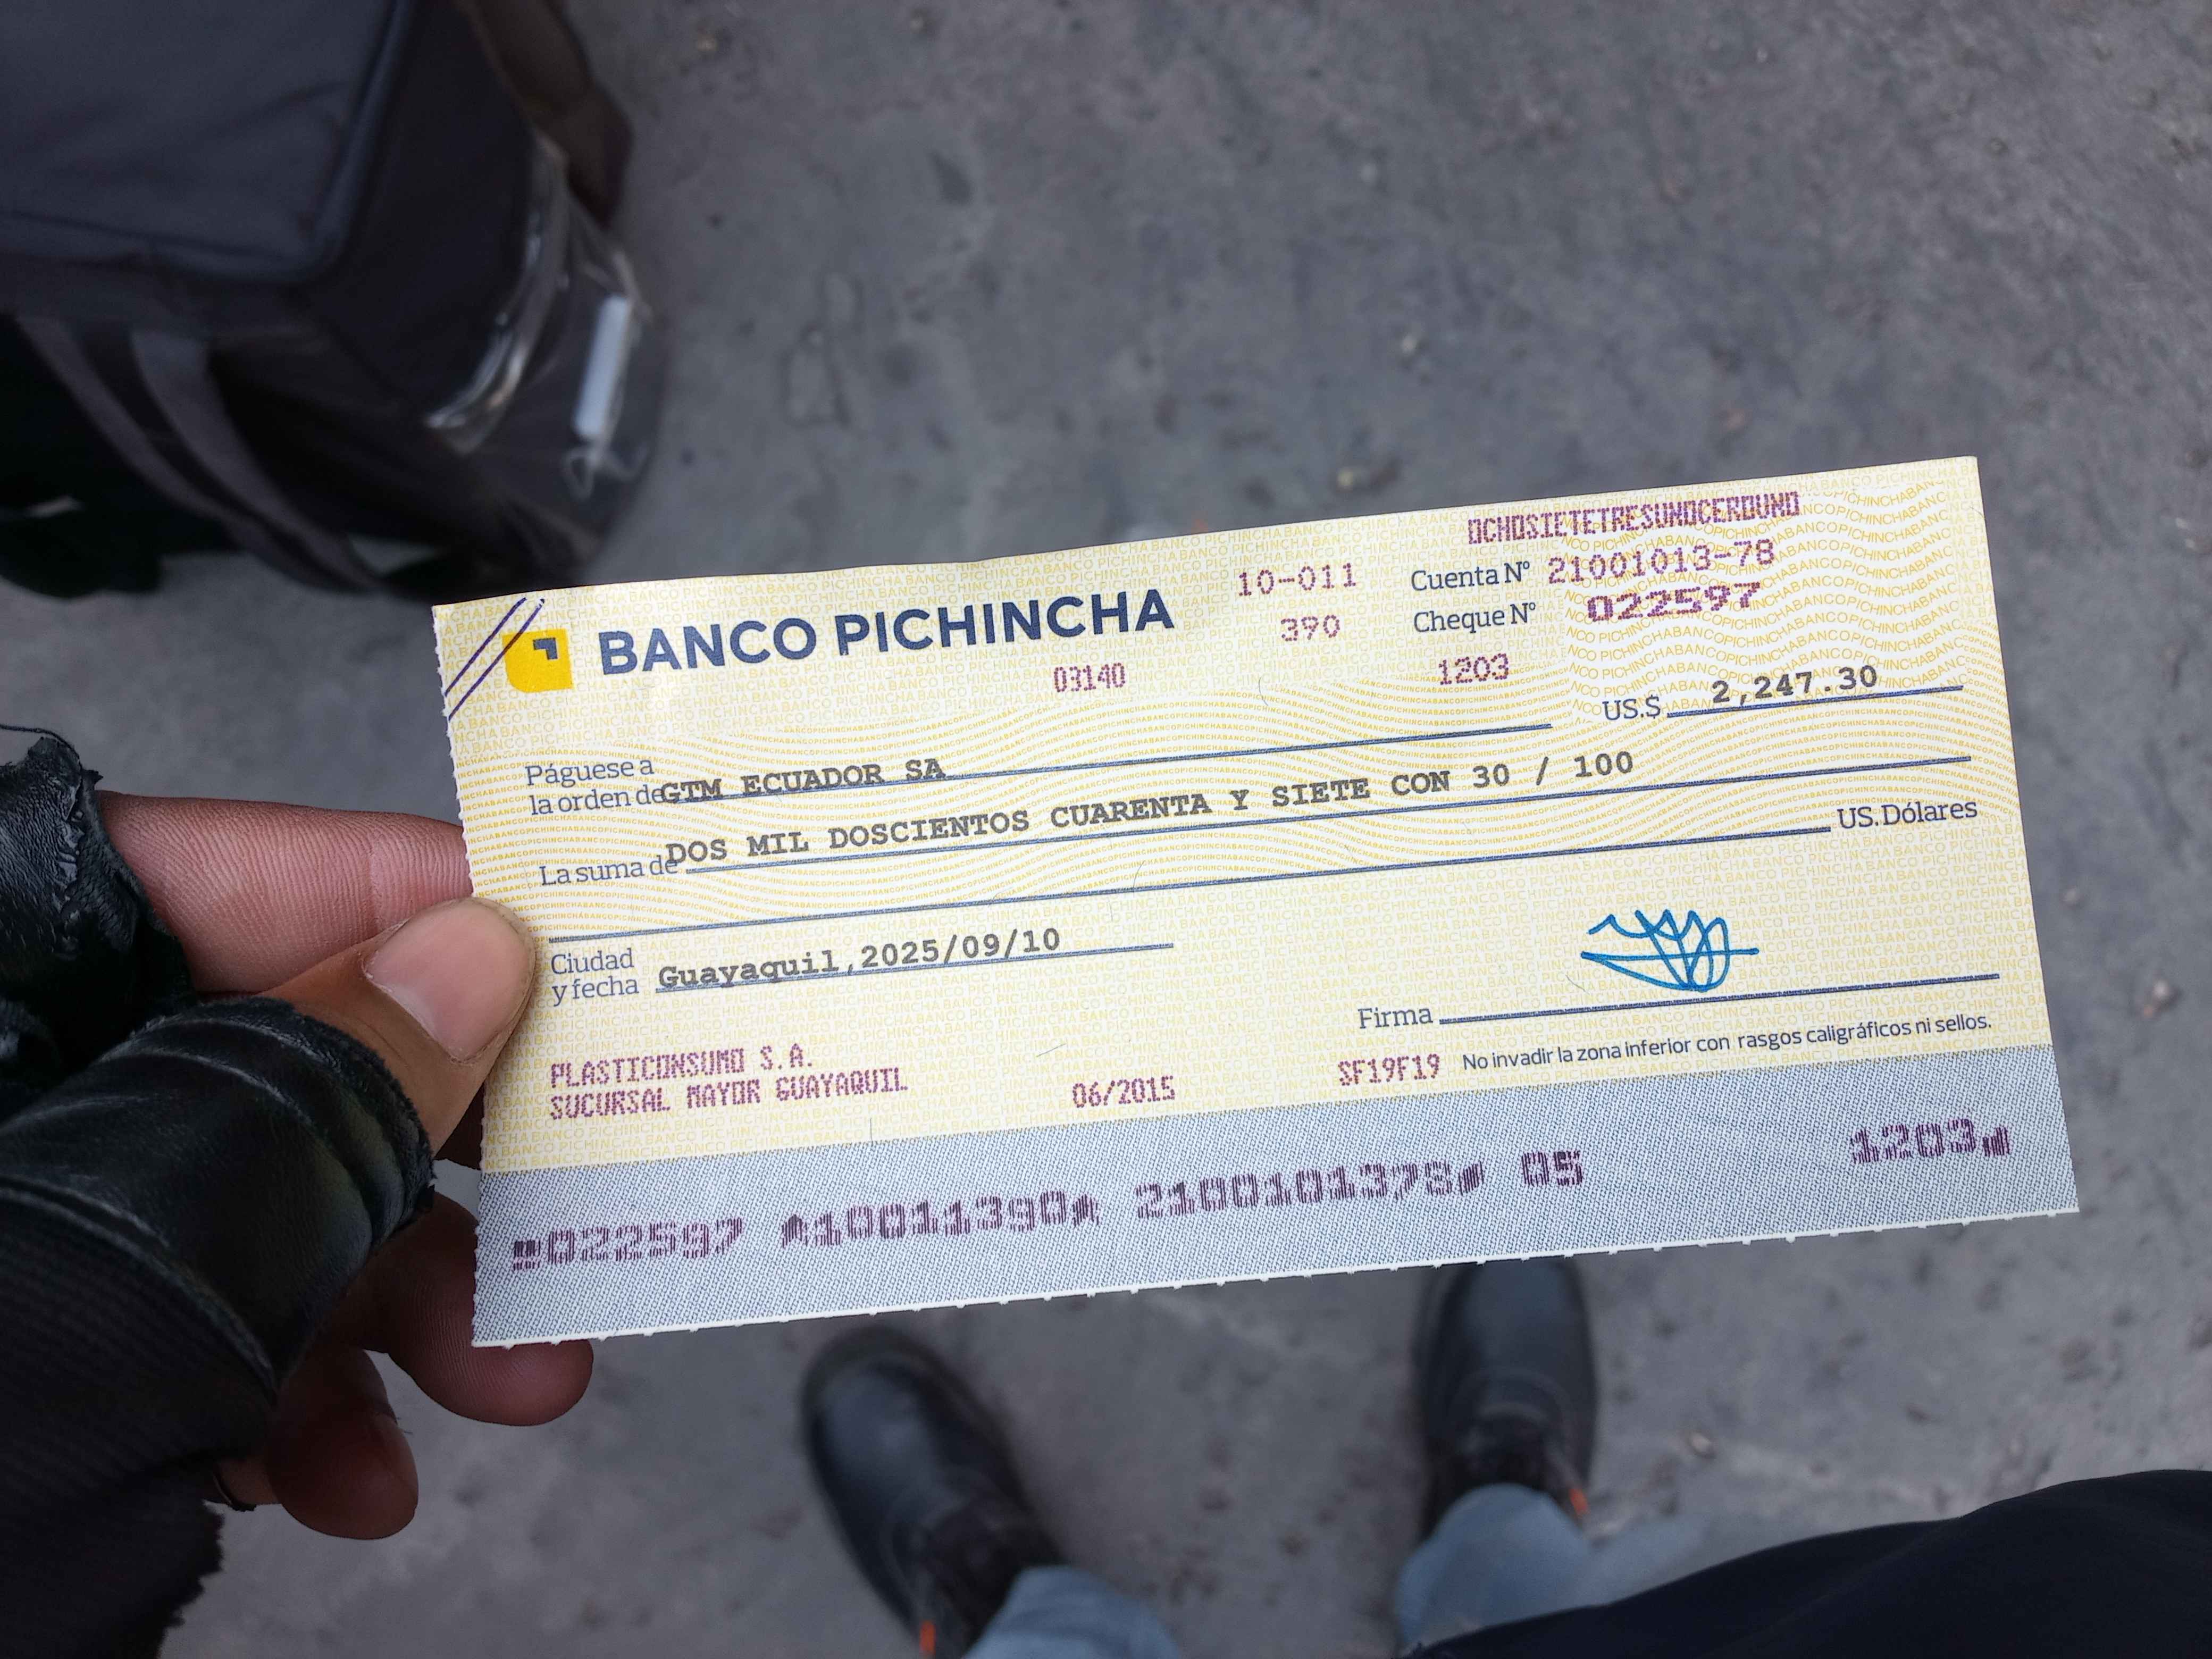 OCHOSIETETRESUNOCEROUNO
BANCO PICHINCHA
10-011
Cuenta Nº 21001013-78
390
Cheque Nº 022597
03140
1203
US.$ 2,247.30
Páguese a
la orden de GTM ECUADOR SA
La suma de DOS MIL DOSCIENTOS CUARENTA Y SIETE CON 30 / 100
US.Dólares
Ciudad
y fecha Guayaquil,2025/09/10
Firma
No invadir la zona inferior con rasgos caligráficos ni sellos.
PLASTICONSUMO S.A.
SUCURSAL MAYOR GUAYAQUIL
06/2015
SF19F19
022597 10011390 2100101378 05 1203